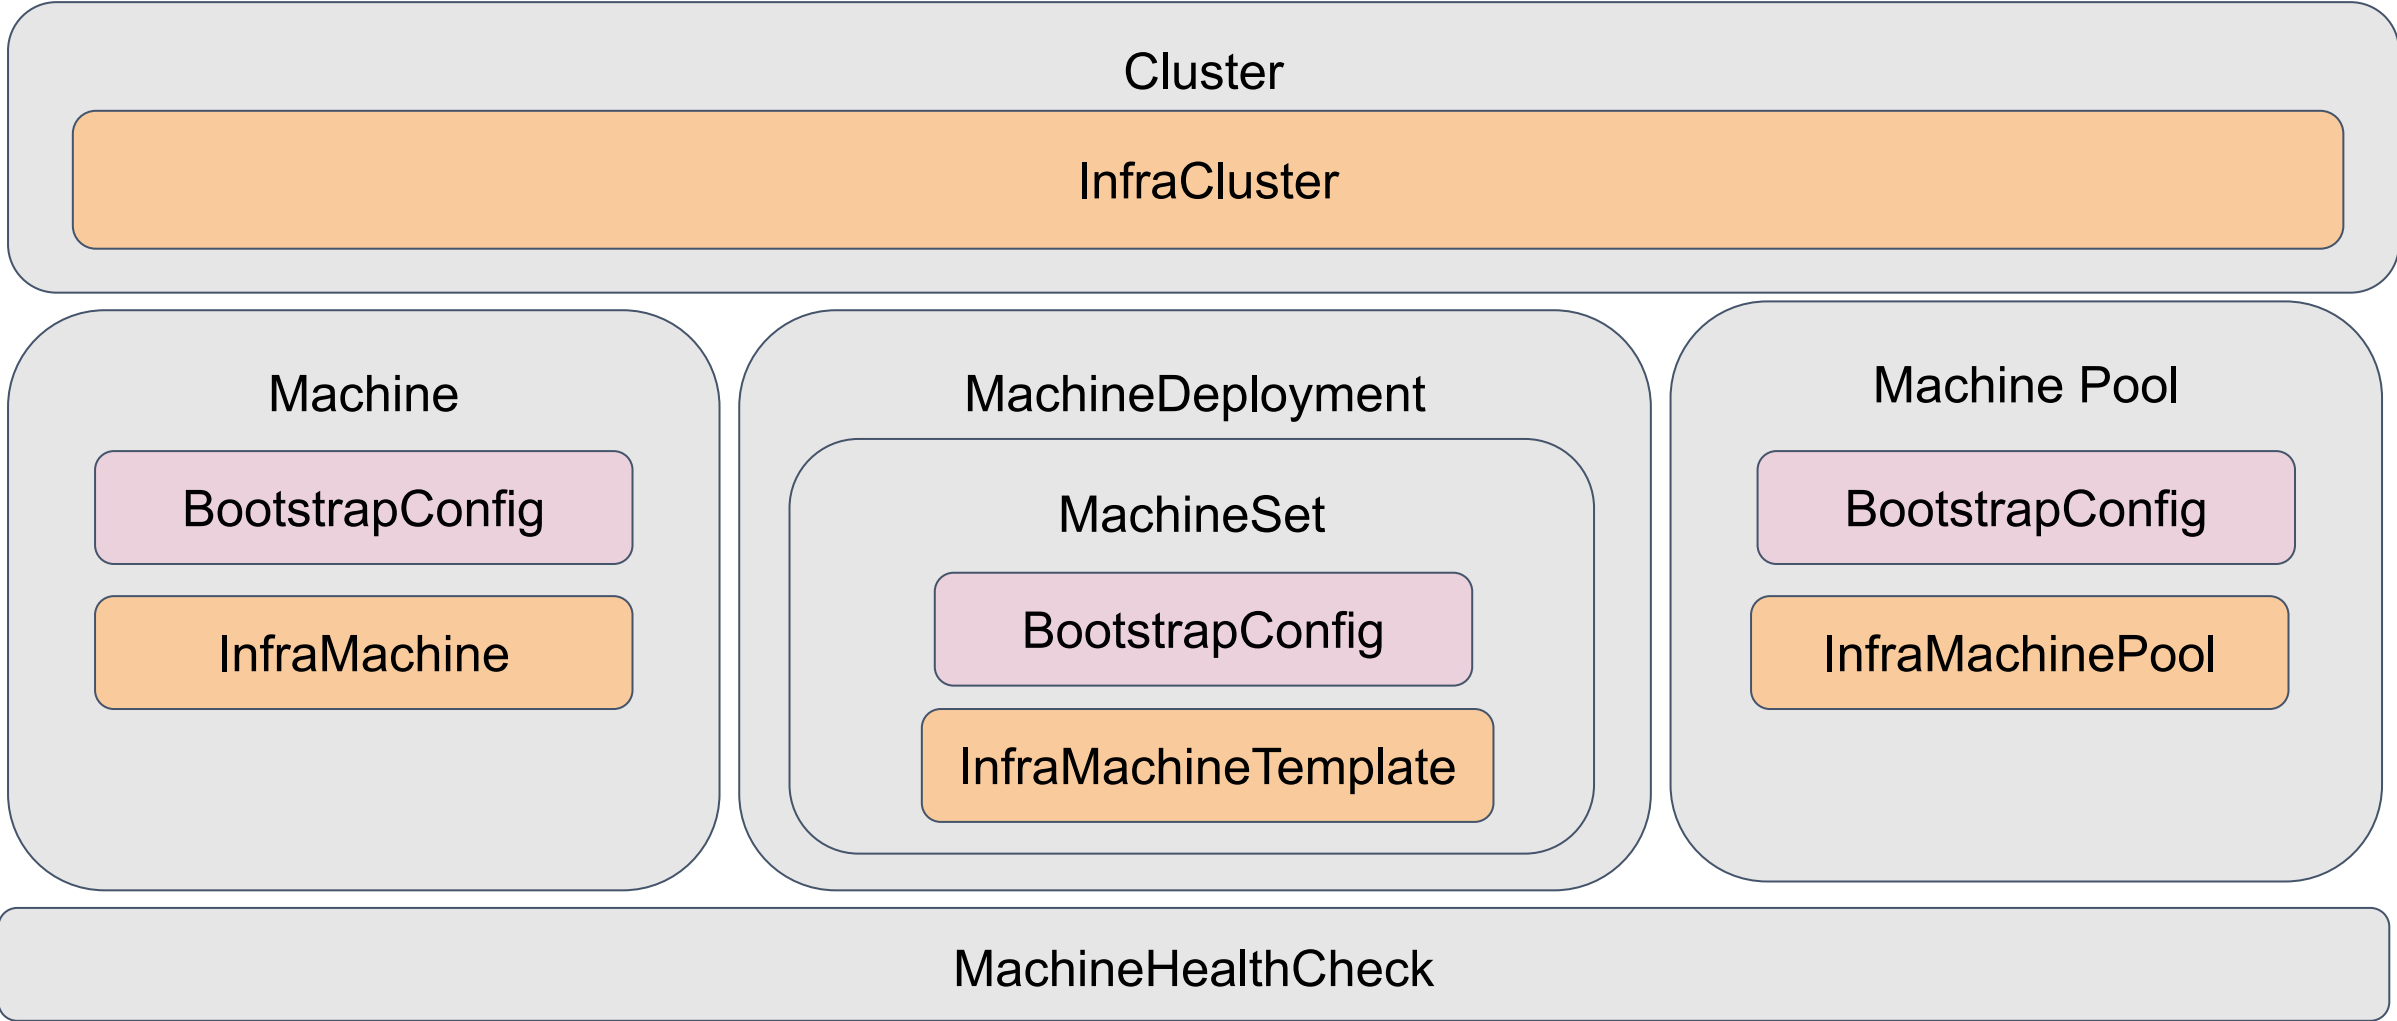 Cluster
InfraCluster
Machine
BootstrapConfig
InfraMachine
MachineDeployment
MachineSet
BootstrapConfig
InfraMachineTemplate
Machine Pool
BootstrapConfig
InfraMachinePool
MachineHealthCheck